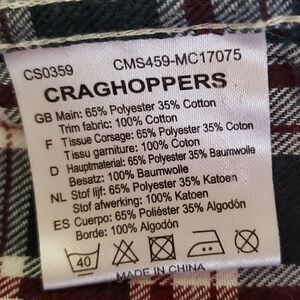 CS0359 CMS459-MC17075
CRAGHOPPERS
GB Main: 65% Polyester 35% Cotton
Trim fabric: 100% Cotton
F Tissue Corsage: 65% Polyester 35% Coton
Tissu garniture: 100% Coton
D Hauptmaterial: 65% Polyester 35% Baumwolle
Besatz: 100% Baumwolle
NL Stof lijf: 65% Polyester 35% Katoen
Stof afwerking: 100% Katoen
ES Cuerpo: 65% Poliéster 35% Algodón
Borde: 100% Algodón
40
MADE IN CHINA